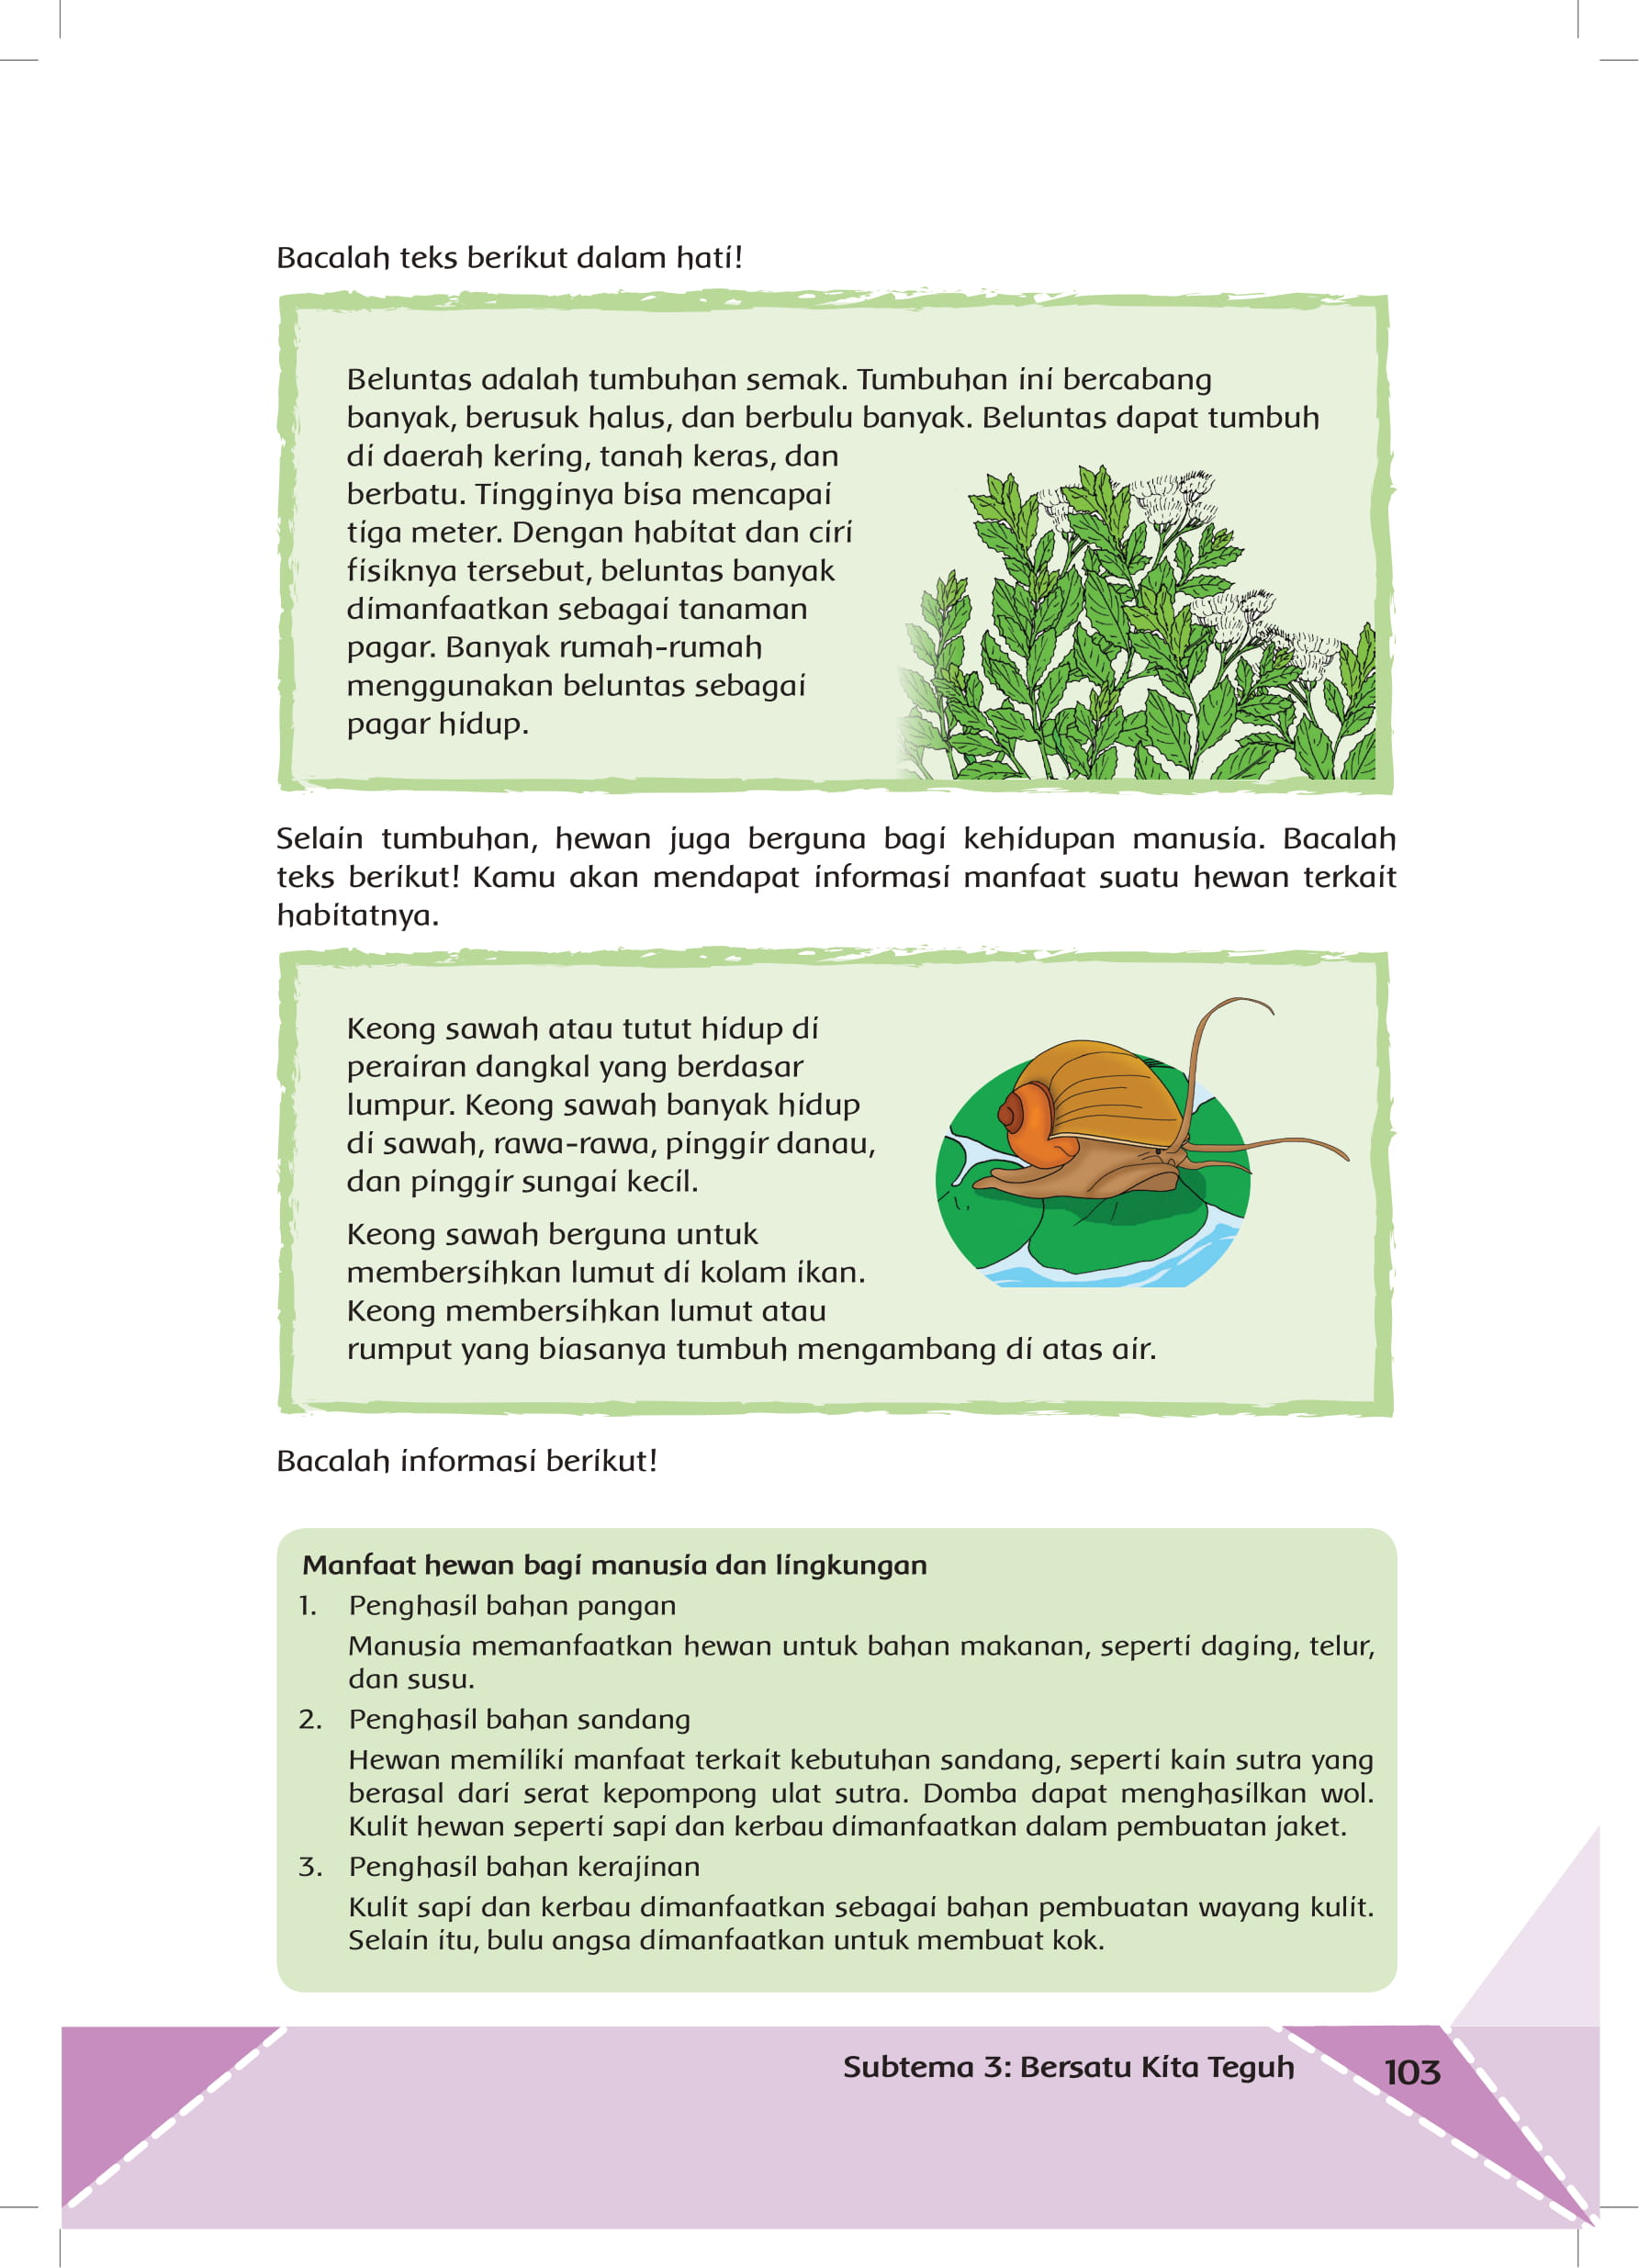 Bacalah teks berikut dalam hati!
Beluntas adalah tumbuhan semak. Tumbuhan ini bercabang
banyak, berusuk halus, dan berbulu banyak. Beluntas dapat tumbuh
di daerah kering, tanah keras, dan
berbatu. Tingginya bisa mencapai
tiga meter. Dengan habitat dan ciri
fisiknya tersebut, beluntas banyak
dimanfaatkan sebagai tanaman
pagar. Banyak rumah-rumah
menggunakan beluntas sebagai
pagar hidup.
Selain tumbuhan, hewan juga berguna bagi kehidupan manusia. Bacalah
teks berikut! Kamu akan mendapat informasi manfaat suatu hewan terkait
habitatnya.
Keong sawah atau tutut hidup di
perairan dangkal yang berdasar
lumpur. Keong sawah banyak hidup
di sawah, rawa-rawa, pinggir danau,
dan pinggir sungai kecil.
Keong sawah berguna untuk
membersihkan lumut di kolam ikan.
Keong membersihkan lumut atau
rumput yang biasanya tumbuh mengambang di atas air.
Bacalah informasi berikut!
Manfaat hewan bagi manusia dan lingkungan
1. Penghasil bahan pangan
Manusia memanfaatkan hewan untuk bahan makanan, seperti daging, telur,
dan susu.
2. Penghasil bahan sandang
Hewan memiliki manfaat terkait kebutuhan sandang, seperti kain sutra yang
berasal dari serat kepompong ulat sutra. Domba dapat menghasilkan wol.
Kulit hewan seperti sapi dan kerbau dimanfaatkan dalam pembuatan jaket.
3. Penghasil bahan kerajinan
Kulit sapi dan kerbau dimanfaatkan sebagai bahan pembuatan wayang kulit.
Selain itu, bulu angsa dimanfaatkan untuk membuat kok.
Subtema 3: Bersatu Kita Teguh 103